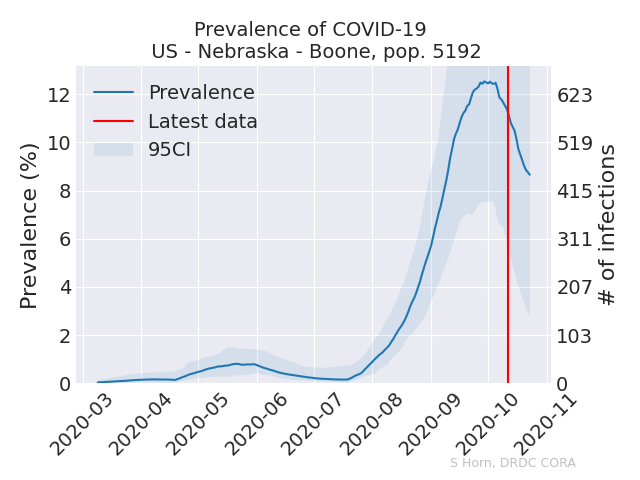 Prevalence of COVID-19
US - Nebraska - Boone, pop. 5192
Prevalence
Latest data
95CI
Prevalence (%)
12
10
8
6
4
2
0
623
519
415
311
207
103
0
# of infections
2020-03
2020-04
2020-05
2020-06
2020-07
2020-08
2020-09
2020-10
2020-11
S Horn, DRDC CORA